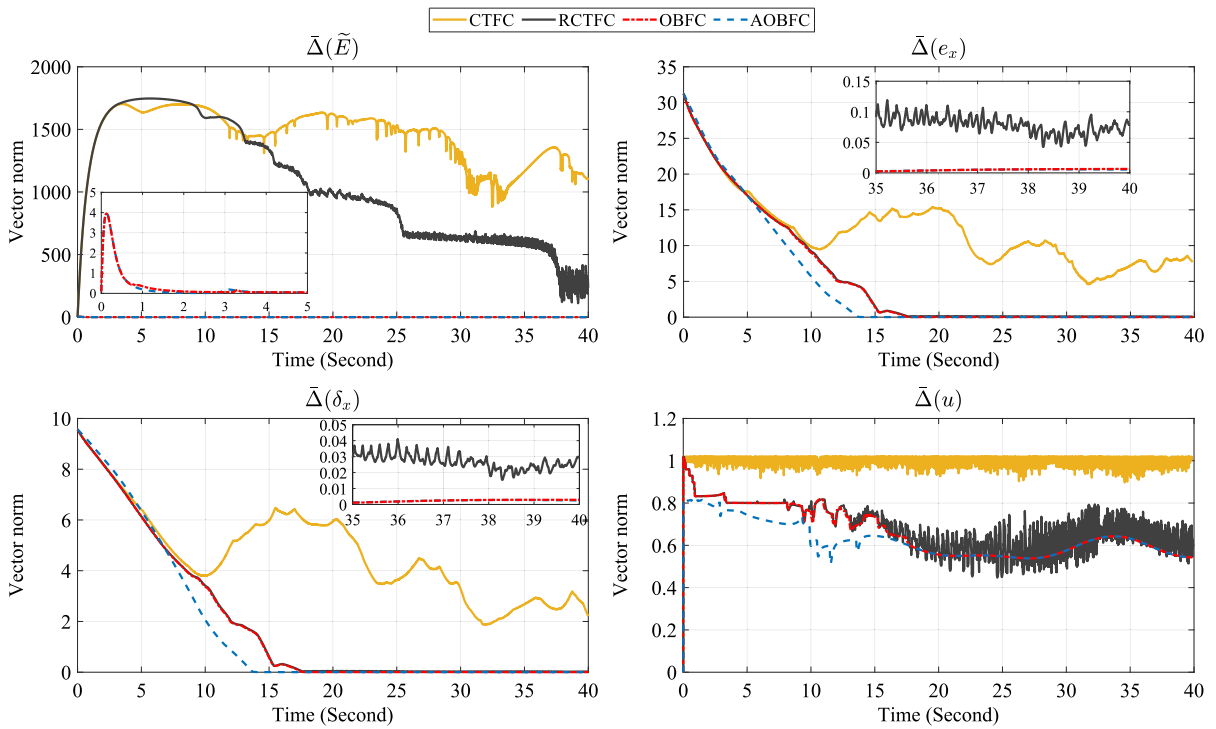 CTFC RCTFC OBFC AOBFC
Δ̄(Ẽ)
2000
1500
1000
500
0
Vector norm
0 5 10 15 20 25 30 35 40
Time (Second)
5
4
3
2
1
0
0 1 2 3 4 5
Δ̄(eₓ)
35
30
25
20
15
10
5
0
Vector norm
0 5 10 15 20 25 30 35 40
Time (Second)
0.15
0.1
0.05
0
35 36 37 38 39 40
Δ̄(δₓ)
10
8
6
4
2
0
Vector norm
0 5 10 15 20 25 30 35 40
Time (Second)
0.05
0.04
0.03
0.02
0.01
0
35 36 37 38 39 40
Δ̄(u)
1.2
1
0.8
0.6
0.4
0.2
0
Vector norm
0 5 10 15 20 25 30 35 40
Time (Second)